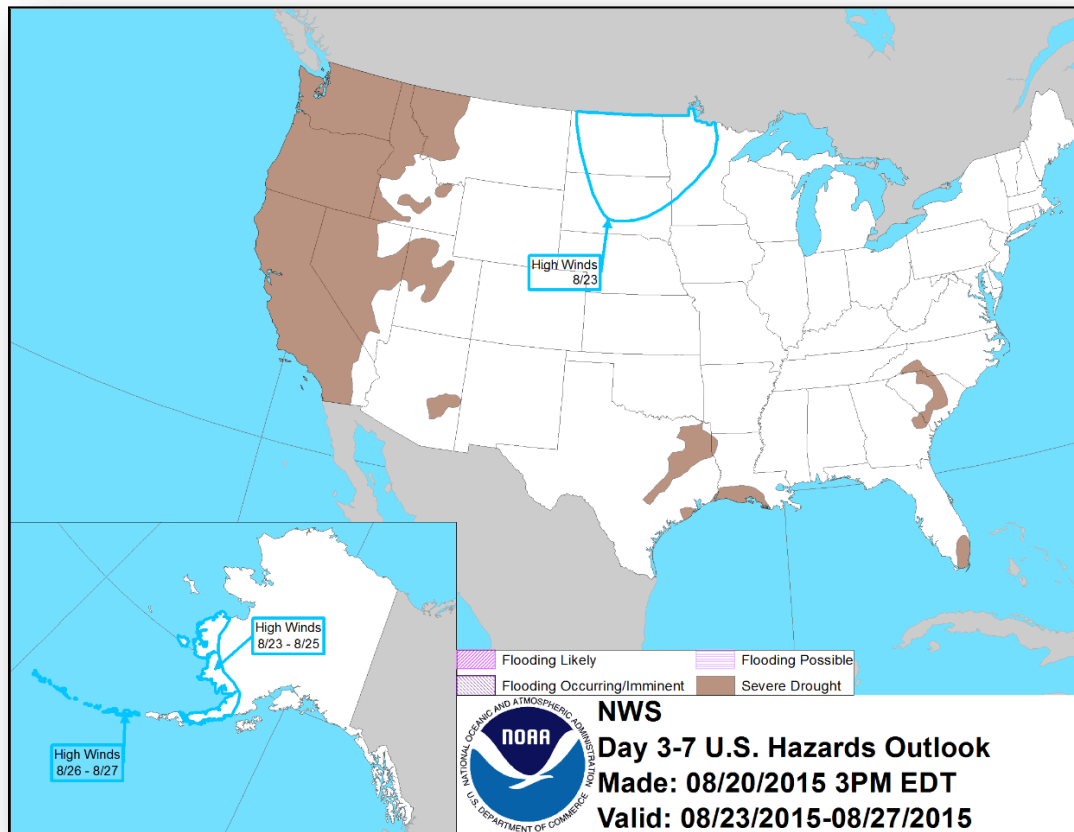 High Winds
8/23
High Winds
8/23 - 8/25
High Winds
8/26 - 8/27
Flooding Likely
Flooding Possible
Flooding Occurring/Imminent
Severe Drought
NATIONAL OCEANIC AND ATMOSPHERIC ADMINISTRATION
NOAA
U.S. DEPARTMENT OF COMMERCE
NWS
Day 3-7 U.S. Hazards Outlook
Made: 08/20/2015 3PM EDT
Valid: 08/23/2015-08/27/2015